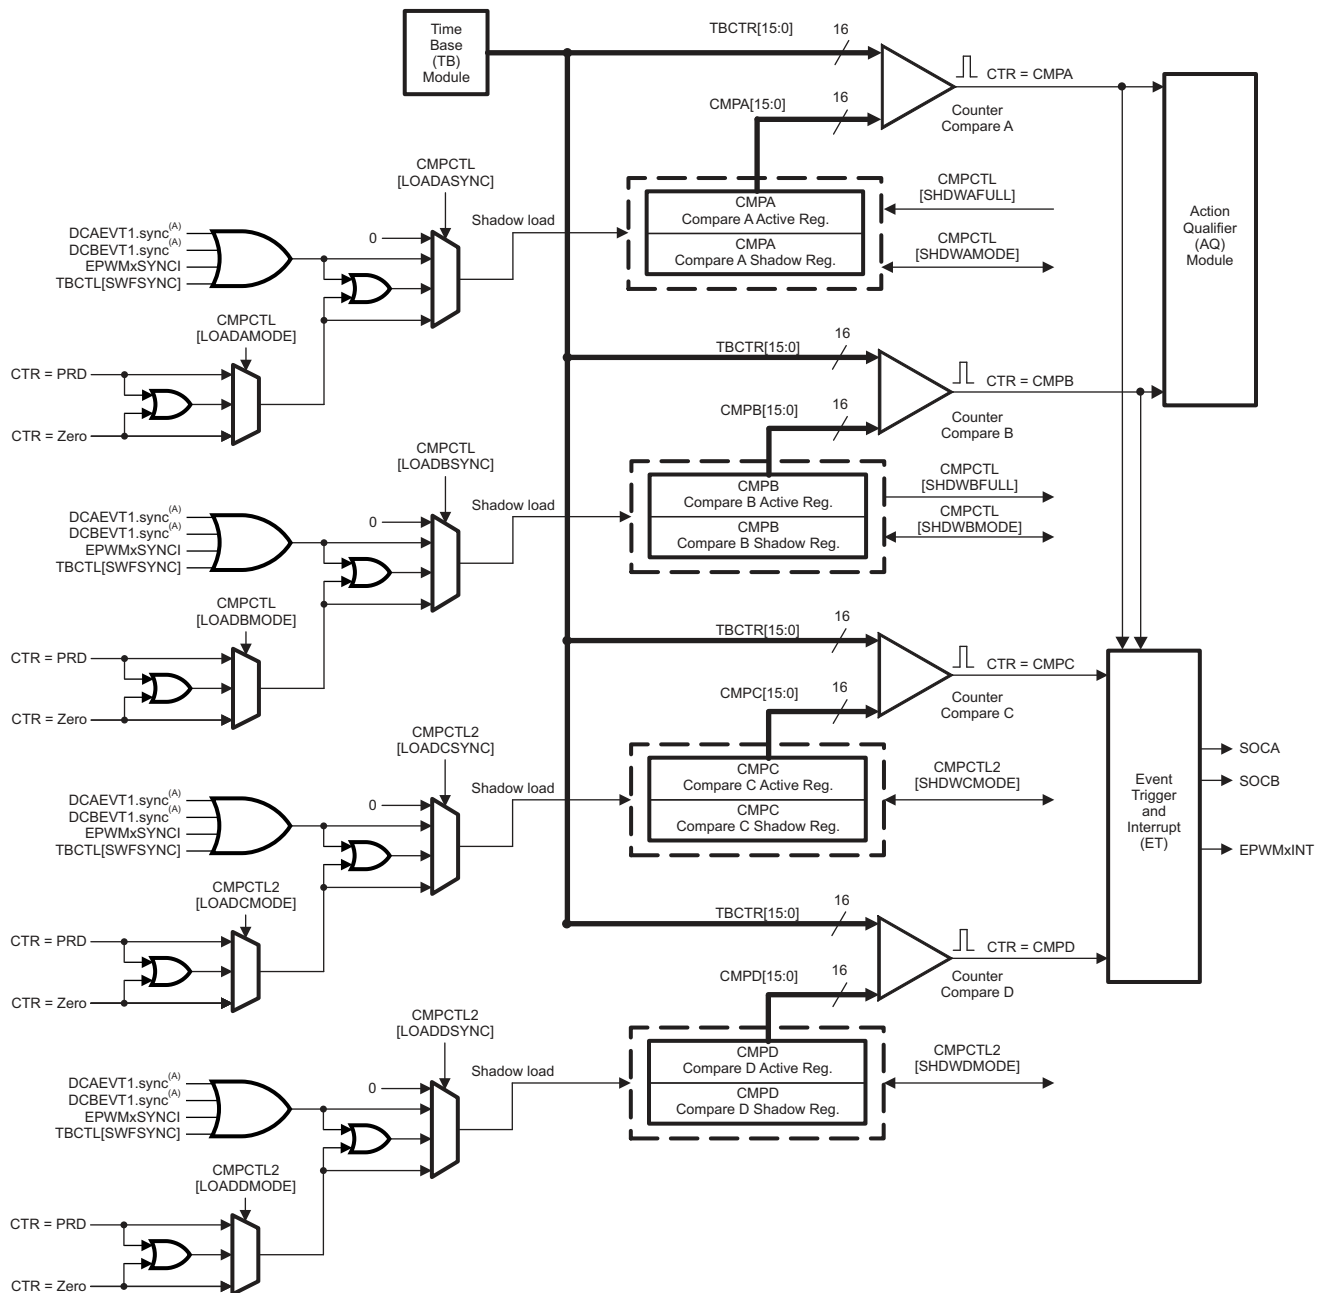 Time
Base
(TB)
Module
TBCTR[15:0]
16
CTR = CMPA
CMPA[15:0]
16
Counter
Compare A
CMPCTL
[LOADASYNC]
Shadow load
0
DCAEVT1.sync(A)
DCBEVT1.sync(A)
EPWMxSYNCI
TBCTL[SWFSYNC]
CMPA
Compare A Active Reg.
CMPA
Compare A Shadow Reg.
CMPCTL
[SHDWAFULL]
CMPCTL
[SHDWAMODE]
Action
Qualifier
(AQ)
Module
CMPCTL
[LOADAMODE]
CTR = PRD
CTR = Zero
TBCTR[15:0]
16
CTR = CMPB
CMPB[15:0]
16
Counter
Compare B
CMPCTL
[LOADBSYNC]
Shadow load
0
DCAEVT1.sync(A)
DCBEVT1.sync(A)
EPWMxSYNCI
TBCTL[SWFSYNC]
CMPB
Compare B Active Reg.
CMPB
Compare B Shadow Reg.
CMPCTL
[SHDWBFULL]
CMPCTL
[SHDWBMODE]
CMPCTL
[LOADBMODE]
CTR = PRD
CTR = Zero
TBCTR[15:0]
16
CTR = CMPC
CMPC[15:0]
16
Counter
Compare C
CMPCTL2
[LOADCSYNC]
Shadow load
0
DCAEVT1.sync(A)
DCBEVT1.sync(A)
EPWMxSYNCI
TBCTL[SWFSYNC]
CMPC
Compare C Active Reg.
CMPC
Compare C Shadow Reg.
CMPCTL2
[SHDWCMODE]
Event
Trigger
and
Interrupt
(ET)
SOCA
SOCB
EPWMxINT
CMPCTL2
[LOADCMODE]
CTR = PRD
CTR = Zero
TBCTR[15:0]
16
CTR = CMPD
CMPD[15:0]
16
Counter
Compare D
CMPCTL2
[LOADDSYNC]
Shadow load
0
DCAEVT1.sync(A)
DCBEVT1.sync(A)
EPWMxSYNCI
TBCTL[SWFSYNC]
CMPD
Compare D Active Reg.
CMPD
Compare D Shadow Reg.
CMPCTL2
[SHDWDMODE]
CMPCTL2
[LOADDMODE]
CTR = PRD
CTR = Zero